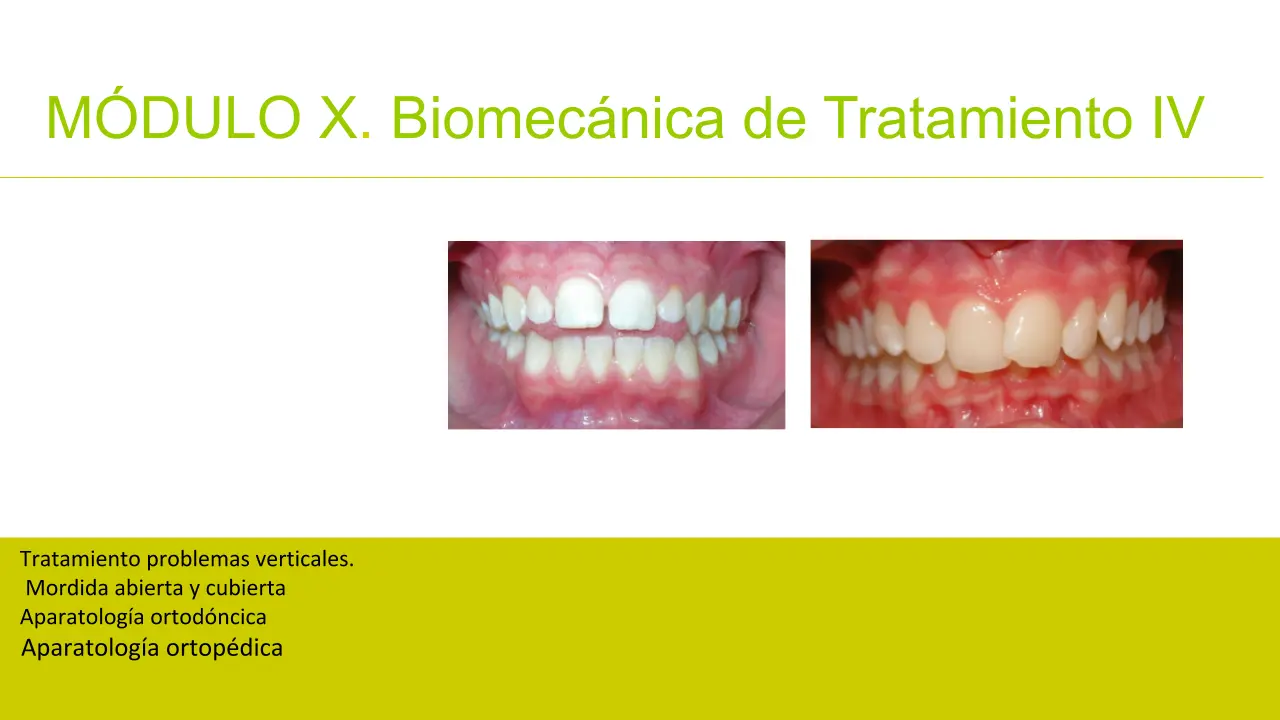 MÓDULO X. Biomecánica de Tratamiento IV
Tratamiento problemas verticales.
Mordida abierta y cubierta
Aparatología ortodóncica
Aparatología ortopédica